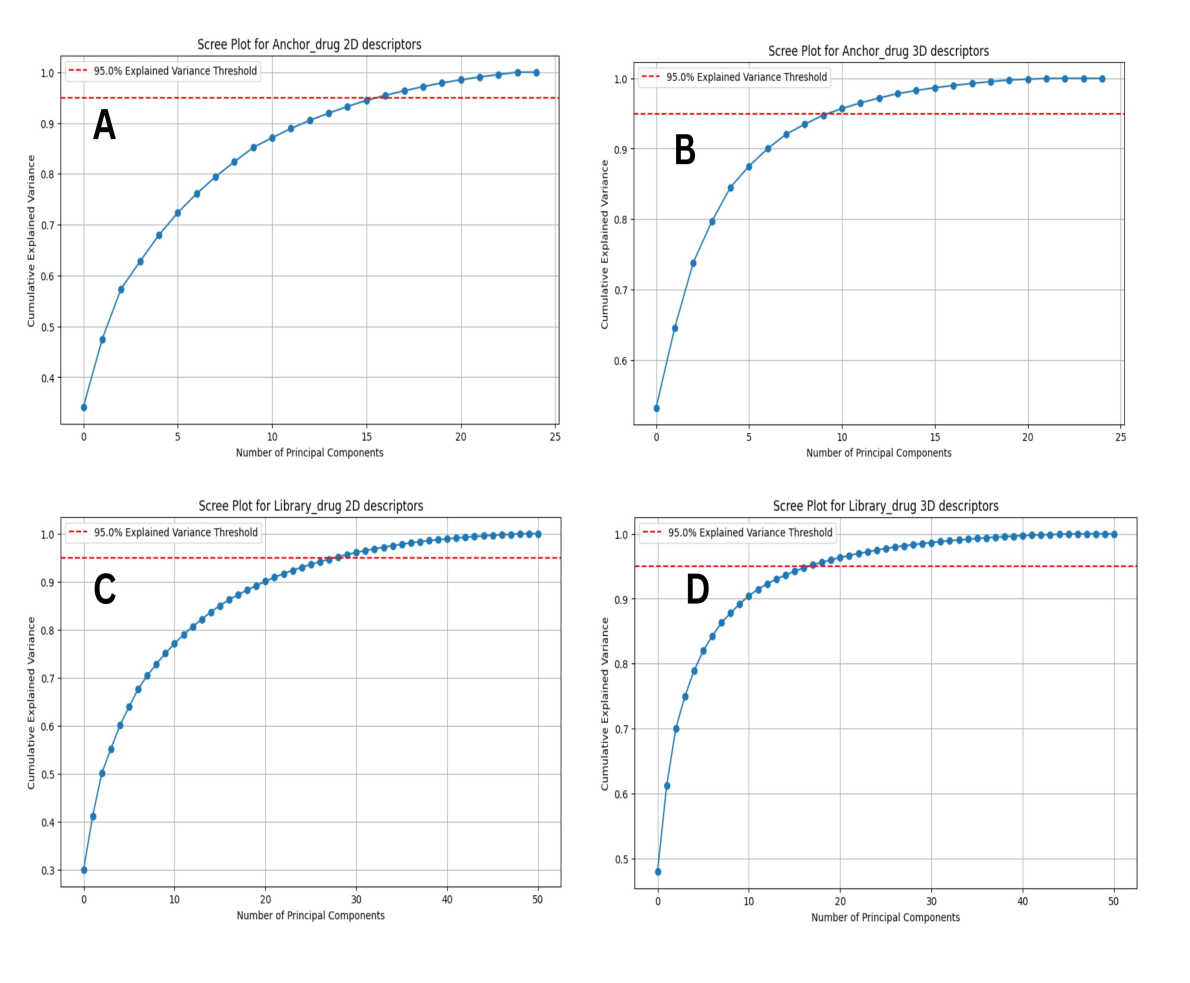 Scree Plot for Anchor_drug 2D descriptors
95.0% Explained Variance Threshold
A
Cumulative Explained Variance
1.0
0.9
0.8
0.7
0.6
0.5
0.4
0 5 10 15 20 25
Number of Principal Components
Scree Plot for Anchor_drug 3D descriptors
95.0% Explained Variance Threshold
B
Cumulative Explained Variance
1.0
0.9
0.8
0.7
0.6
0 5 10 15 20 25
Number of Principal Components
Scree Plot for Library_drug 2D descriptors
95.0% Explained Variance Threshold
C
Cumulative Explained Variance
1.0
0.9
0.8
0.7
0.6
0.5
0.4
0.3
0 10 20 30 40 50
Number of Principal Components
Scree Plot for Library_drug 3D descriptors
95.0% Explained Variance Threshold
D
Cumulative Explained Variance
1.0
0.9
0.8
0.7
0.6
0.5
0 10 20 30 40 50
Number of Principal Components